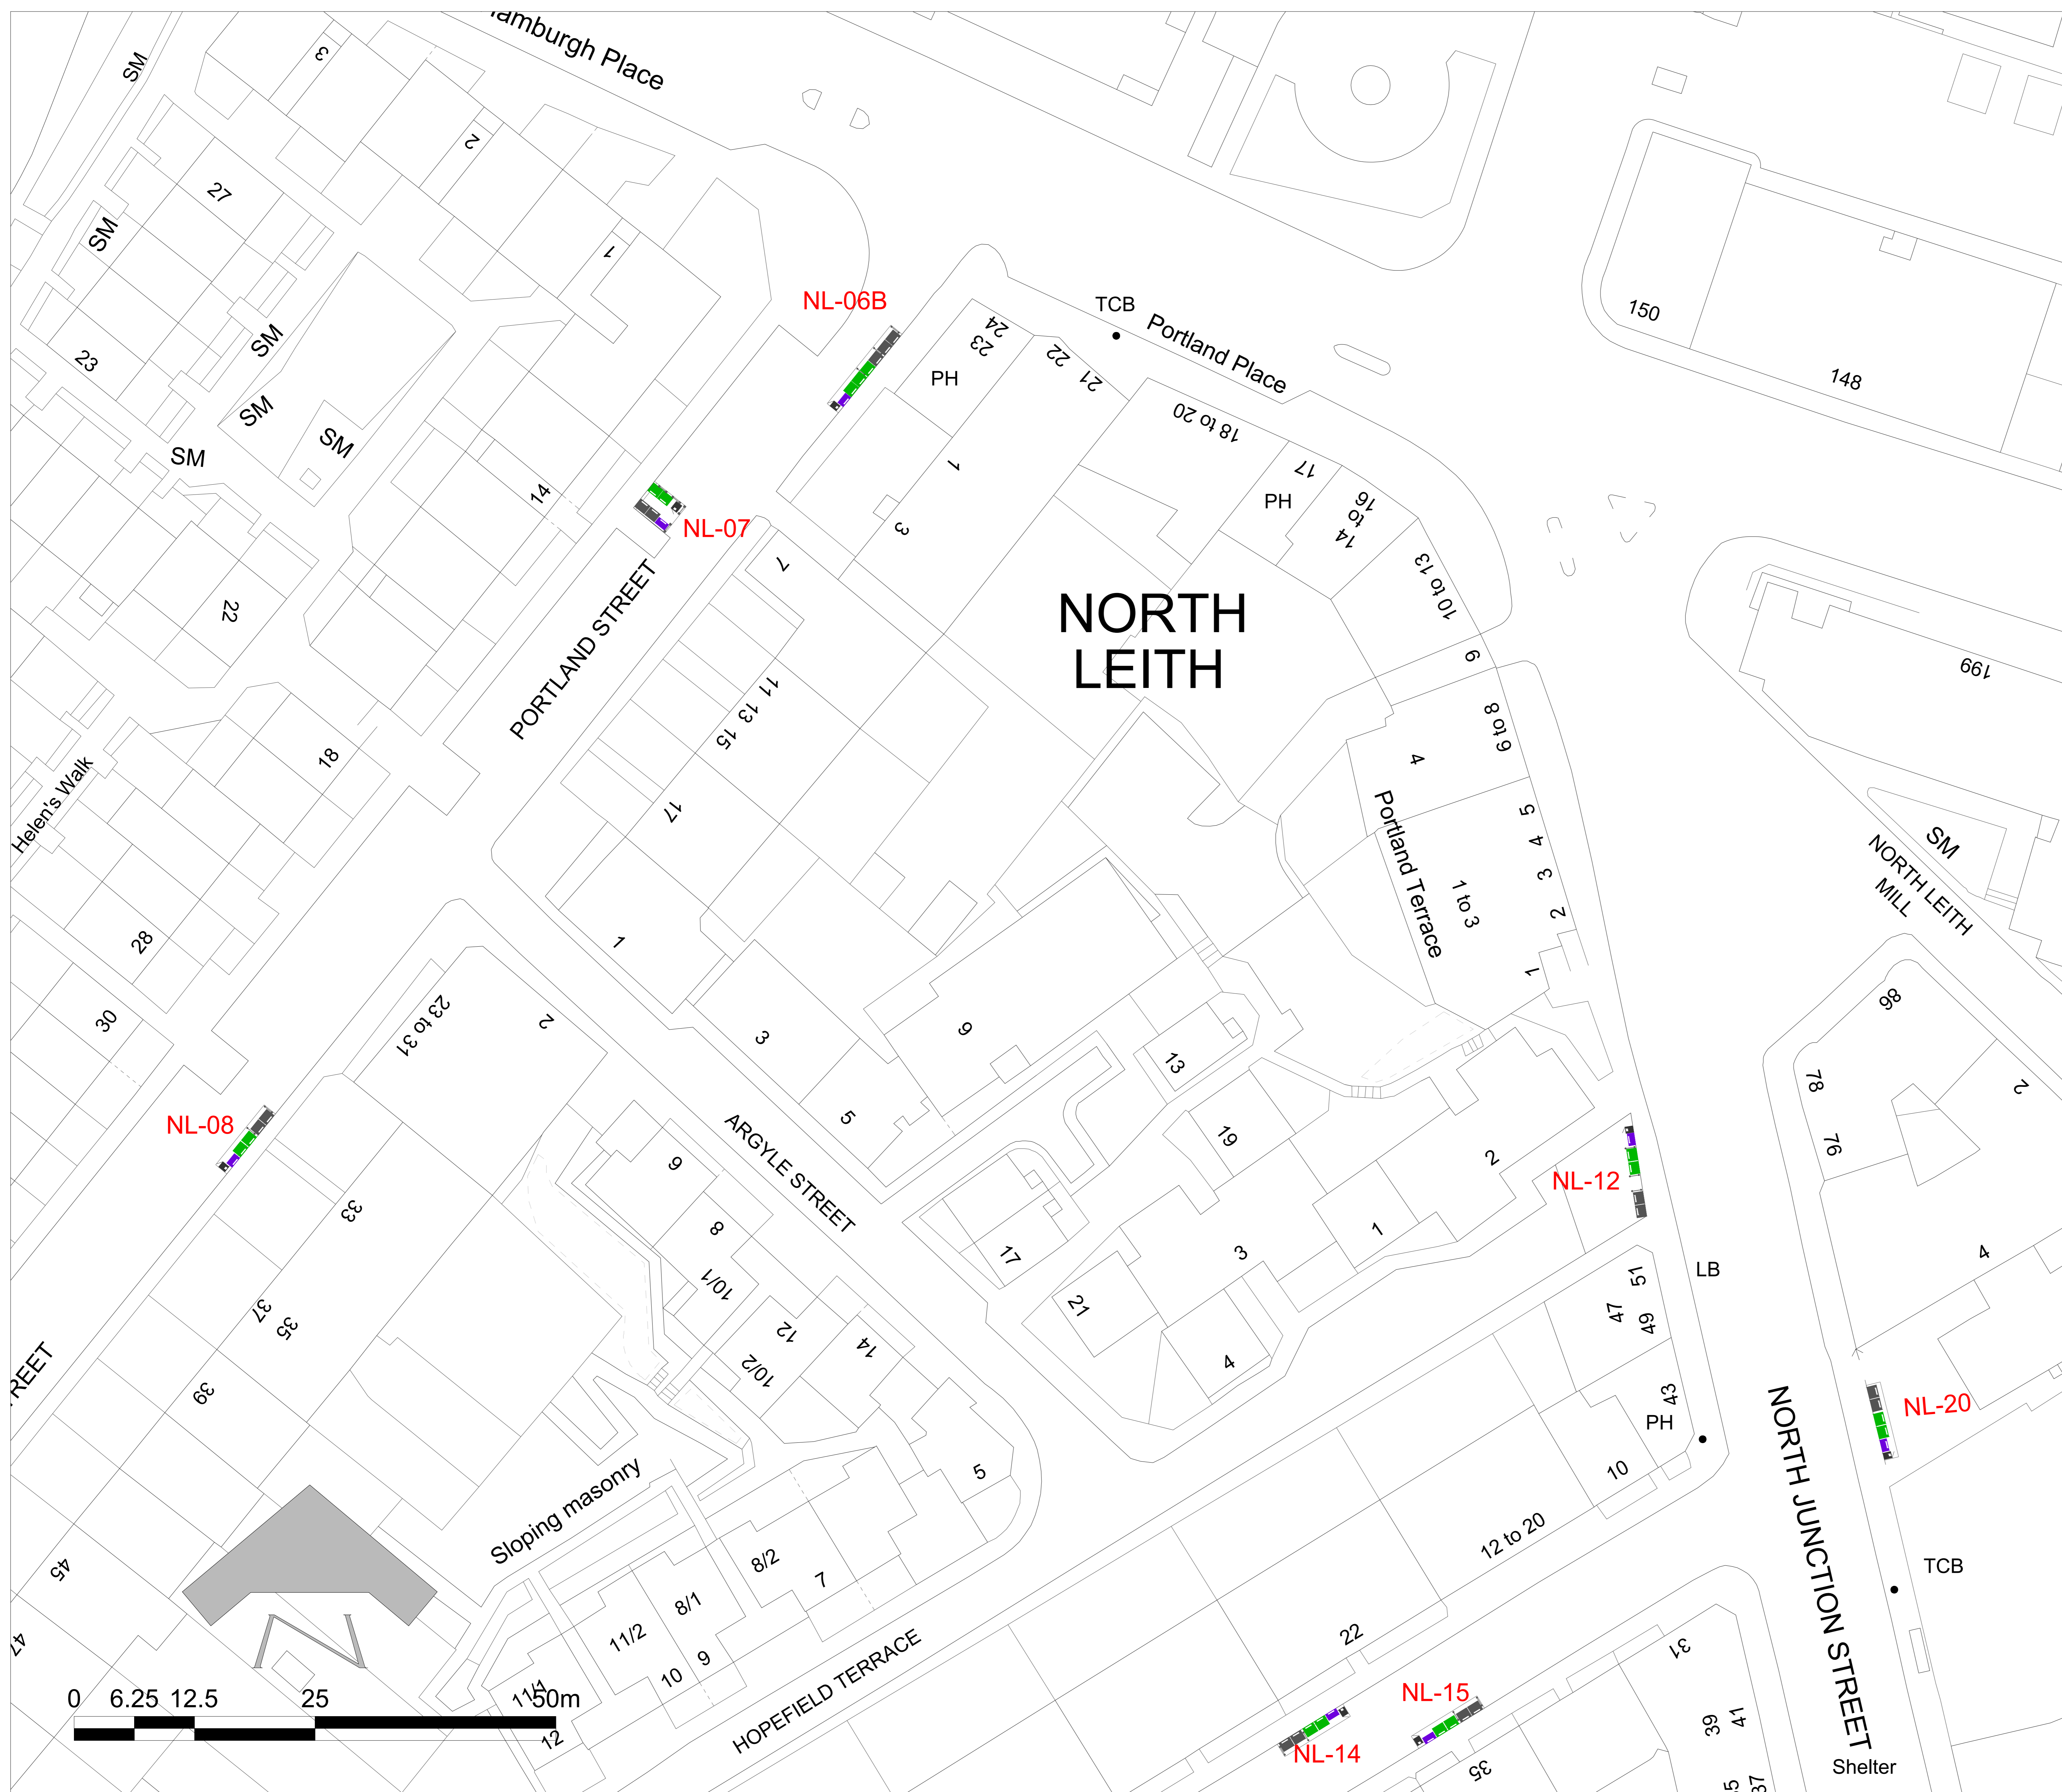 amburgh Place
SM
3
2
1
27
SM
SM
SM
SM
SM
23
22
14
18
28
30
Helen's Walk
NL-06B
24
23
PH
22
21
TCB
Portland Place
1
3
18 to 20
17
PH
16
to
14
10 to 13
9
6 to 8
4
5
4
3
2
1
1 to 3
Portland Terrace
150
148
199
SM
NORTH LEITH
MILL
98
78
76
2
4
NL-07
7
PORTLAND STREET
NORTH
LEITH
11
13
15
17
1
3
5
9
13
19
17
21
3
4
1
2
NL-08
23 to 31
2
33
35
37
39
45
47
REET
ARGYLE STREET
9
8
10/1
12
10/2
14
5
Sloping masonry
8/2
7
8/1
9
10
11/2
11/1
12
HOPEFIELD TERRACE
NL-12
LB
51
47
49
43
PH
10
12 to 20
22
NL-20
NORTH JUNCTION STREET
TCB
Shelter
31
39
41
35
5
37
NL-15
NL-14
N
0 6.25 12.5 25 50m